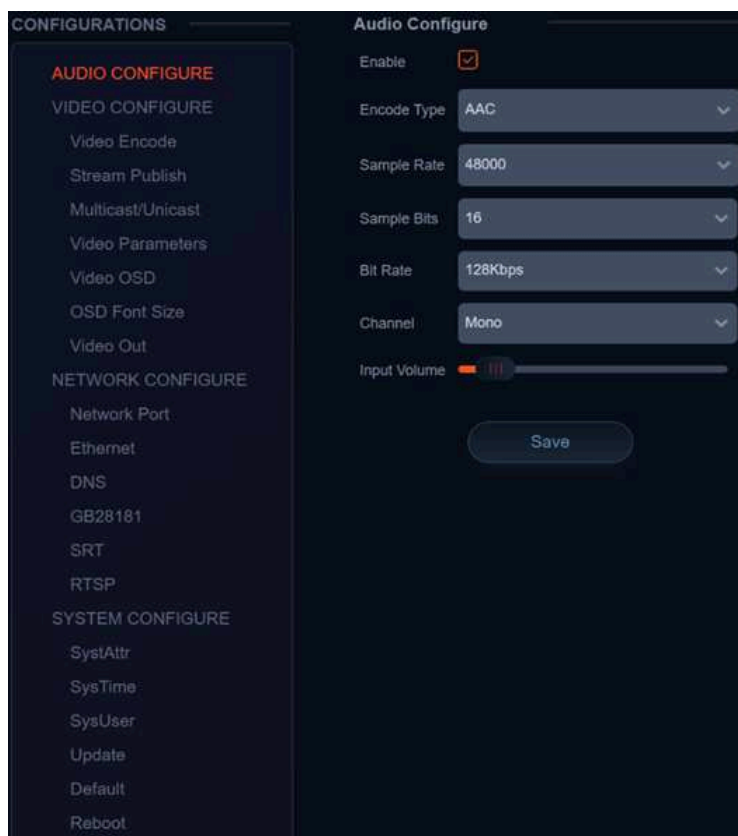 CONFIGURATIONS
AUDIO CONFIGURE
VIDEO CONFIGURE
Video Encode
Stream Publish
Multicast/Unicast
Video Parameters
Video OSD
OSD Font Size
Video Out
NETWORK CONFIGURE
Network Port
Ethernet
DNS
GB28181
SRT
RTSP
SYSTEM CONFIGURE
SystAttr
SysTime
SysUser
Update
Default
Reboot
Audio Configure
Enable
Encode Type AAC
Sample Rate 48000
Sample Bits 16
Bit Rate 128Kbps
Channel Mono
Input Volume
Save